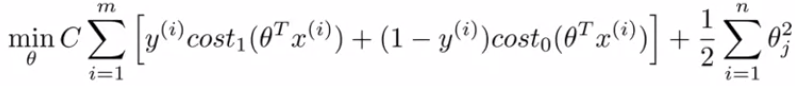 \min_{\theta} C \sum_{i=1}^{m} \left[ y^{(i)} cost_1(\theta^T x^{(i)}) + (1 - y^{(i)}) cost_0(\theta^T x^{(i)}) \right] + \frac{1}{2} \sum_{i=1}^{n} \theta_j^2